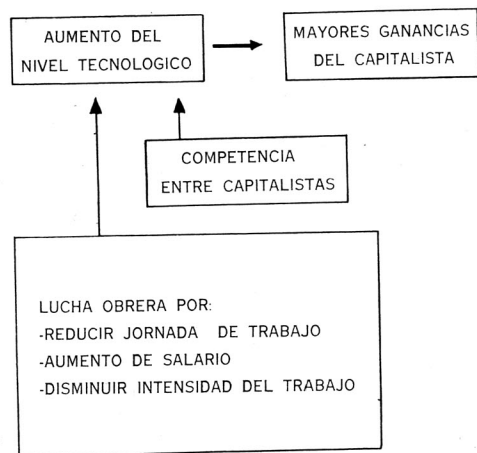 AUMENTO DEL
NIVEL TECNOLOGICO
MAYORES GANANCIAS
DEL CAPITALISTA
COMPETENCIA
ENTRE CAPITALISTAS
LUCHA OBRERA POR:
-REDUCIR JORNADA DE TRABAJO
-AUMENTO DE SALARIO
-DISMINUIR INTENSIDAD DEL TRABAJO